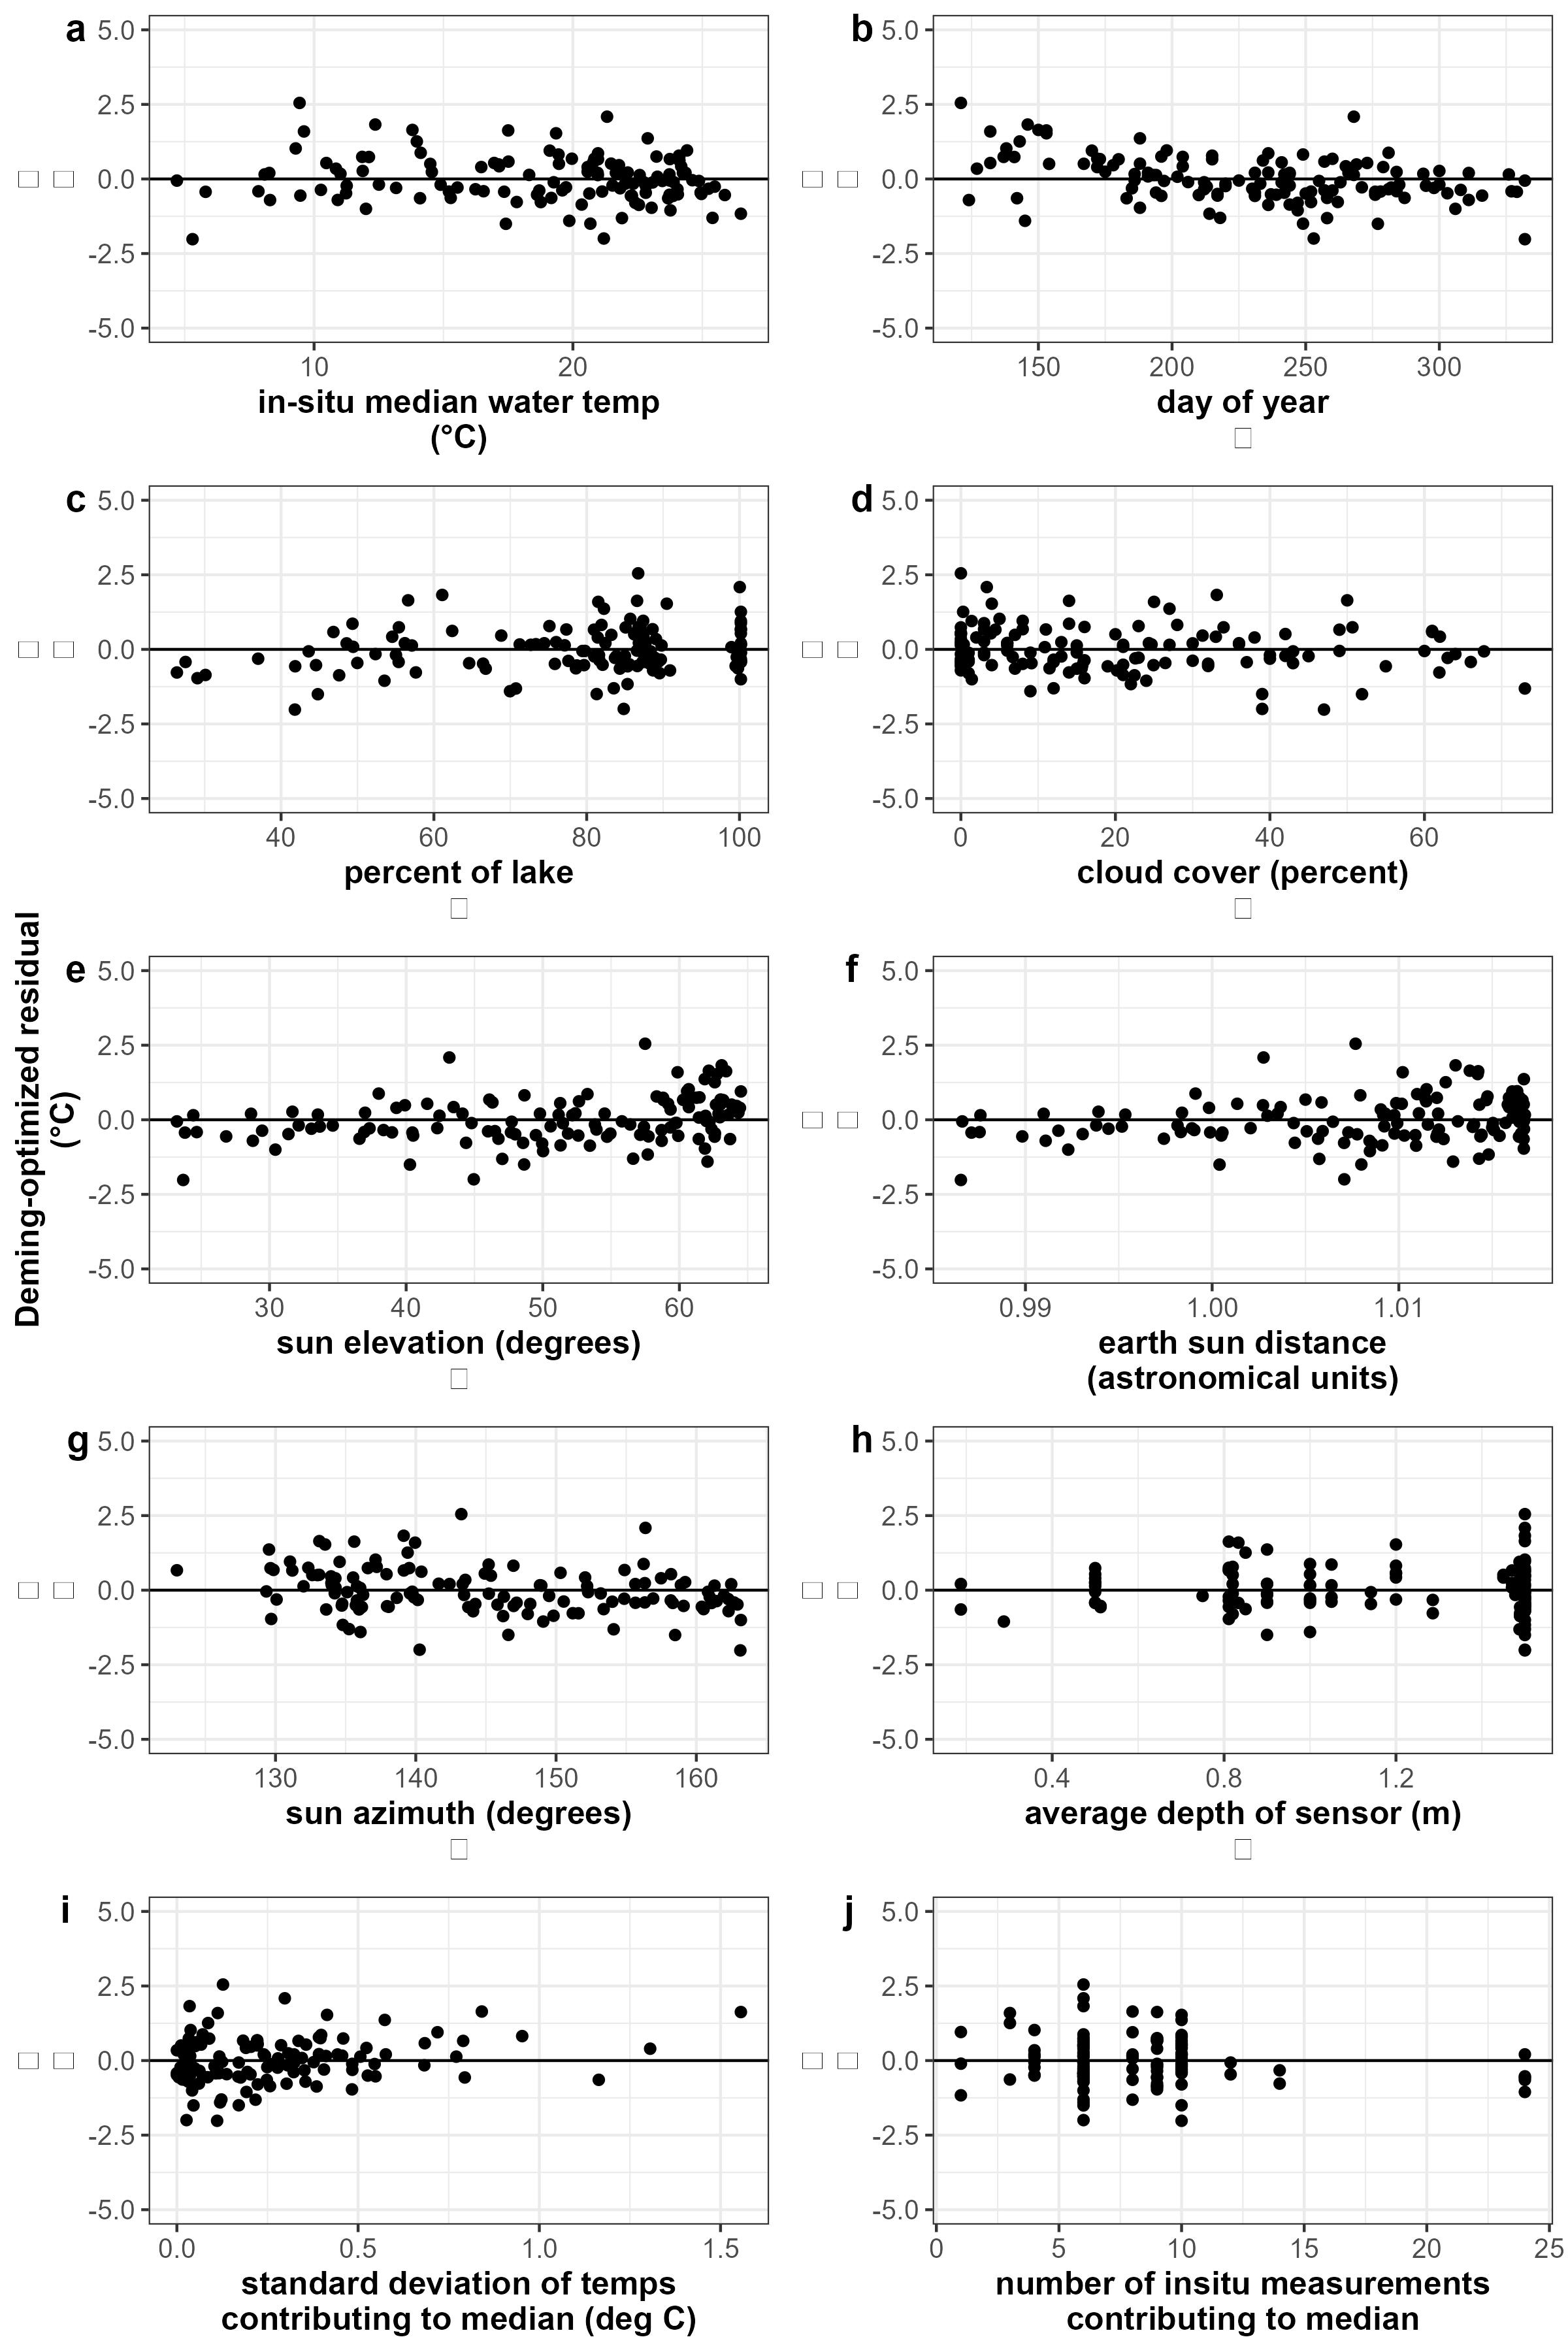 a
5.0
2.5
0.0
-2.5
-5.0
10 20
in-situ median water temp
(°C)
b
5.0
2.5
0.0
-2.5
-5.0
150 200 250 300
day of year
c
5.0
2.5
0.0
-2.5
-5.0
40 60 80 100
percent of lake
d
5.0
2.5
0.0
-2.5
-5.0
0 20 40 60
cloud cover (percent)
Deming-optimized residual
(°C)
e
5.0
2.5
0.0
-2.5
-5.0
30 40 50 60
sun elevation (degrees)
f
5.0
2.5
0.0
-2.5
-5.0
0.99 1.00 1.01
earth sun distance
(astronomical units)
g
5.0
2.5
0.0
-2.5
-5.0
130 140 150 160
sun azimuth (degrees)
h
5.0
2.5
0.0
-2.5
-5.0
0.4 0.8 1.2
average depth of sensor (m)
i
5.0
2.5
0.0
-2.5
-5.0
0.0 0.5 1.0 1.5
standard deviation of temps
contributing to median (deg C)
j
5.0
2.5
0.0
-2.5
-5.0
0 5 10 15 20 25
number of insitu measurements
contributing to median